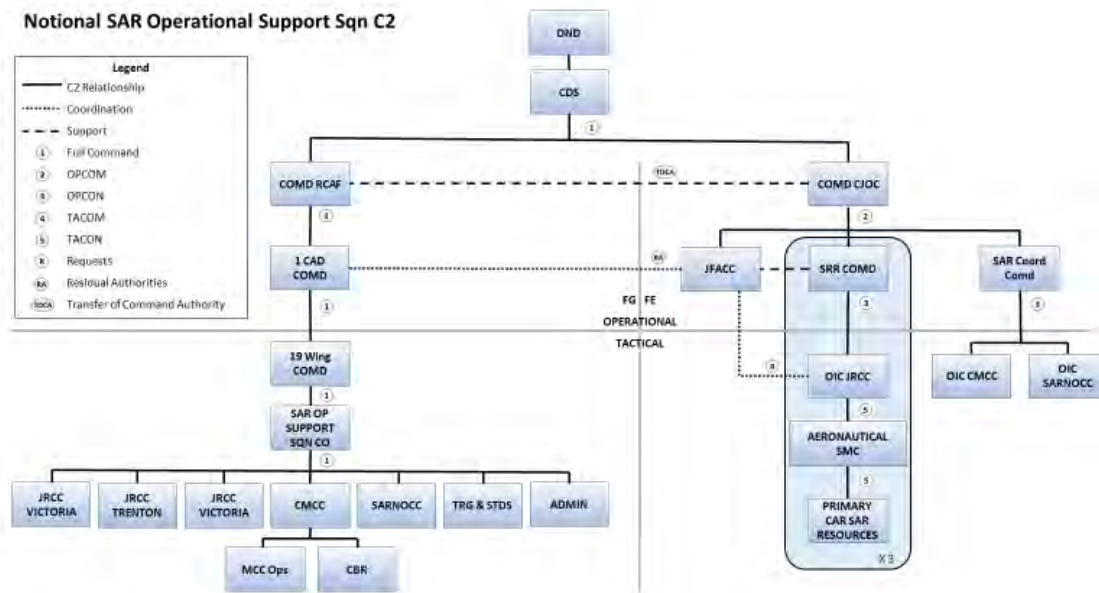 Notional SAR Operational Support Sqn C2
Legend
C2 Relationship
Coordination
Support
1 Full Command
2 OPCOM
3 OPCON
4 TACOM
5 TACON
R Requests
RA Residual Authorities
TOCA Transfer of Command Authority
DND
CDS
1
COMD RCAF
TOCA
COMD CJOC
2
1 CAD
COMD
RA
JFACC
SRR COMD
SAR Coord
Comd
1
3
3
FG FE
OPERATIONAL
TACTICAL
19 Wing
COMD
R
OIC JRCC
OIC CMCC
OIC
SARNOCC
1
SAR OP
SUPPORT
SQN CO
5
AERONAUTICAL
SMC
1
5
JRCC
VICTORIA
JRCC
TRENTON
JRCC
VICTORIA
CMCC
SARNOCC
TRG & STDS
ADMIN
PRIMARY
CAR SAR
RESOURCES
MCC Ops
CBR
X 3